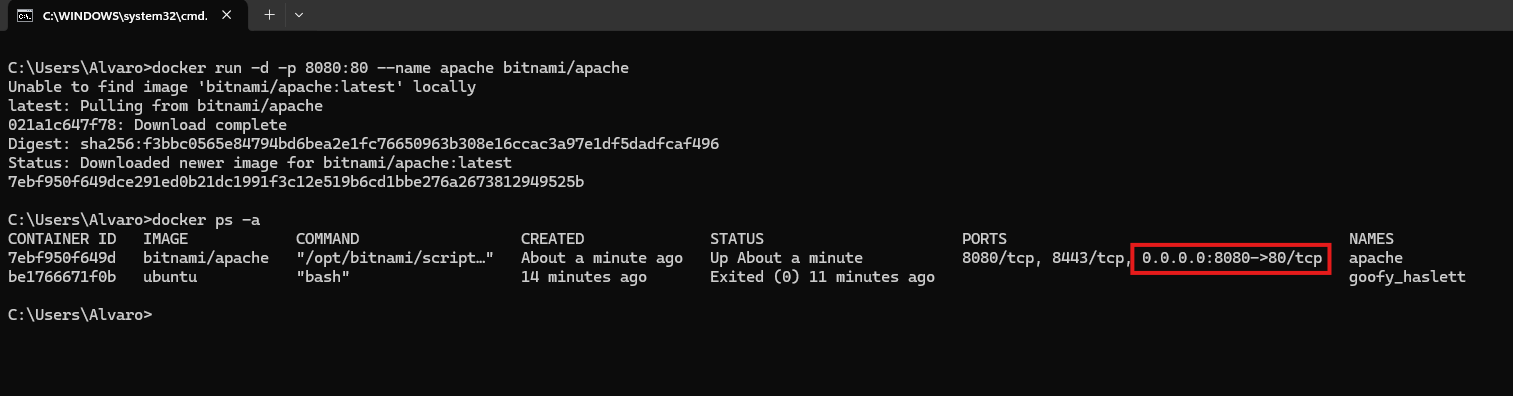 C:\WINDOWS\system32\cmd.
C:\Users\Alvaro>docker run -d -p 8080:80 --name apache bitnami/apache
Unable to find image 'bitnami/apache:latest' locally
latest: Pulling from bitnami/apache
021a1c647f78: Download complete
Digest: sha256:f3bbc0565e84794bd6bea2e1fc76650963b308e16ccac3a97e1df5dadfcaf496
Status: Downloaded newer image for bitnami/apache:latest
7ebf950f649dce291ed0b21dc1991f3c12e519b6cd1bbe276a2673812949525b
C:\Users\Alvaro>docker ps -a
CONTAINER ID   IMAGE            COMMAND                  CREATED              STATUS                      PORTS                                      NAMES
7ebf950f649d   bitnami/apache   "/opt/bitnami/script…"   About a minute ago   Up About a minute           8080/tcp, 8443/tcp, 0.0.0.0:8080->80/tcp   apache
be1766671f0b   ubuntu           "bash"                   14 minutes ago       Exited (0) 11 minutes ago                                              goofy_haslett
C:\Users\Alvaro>